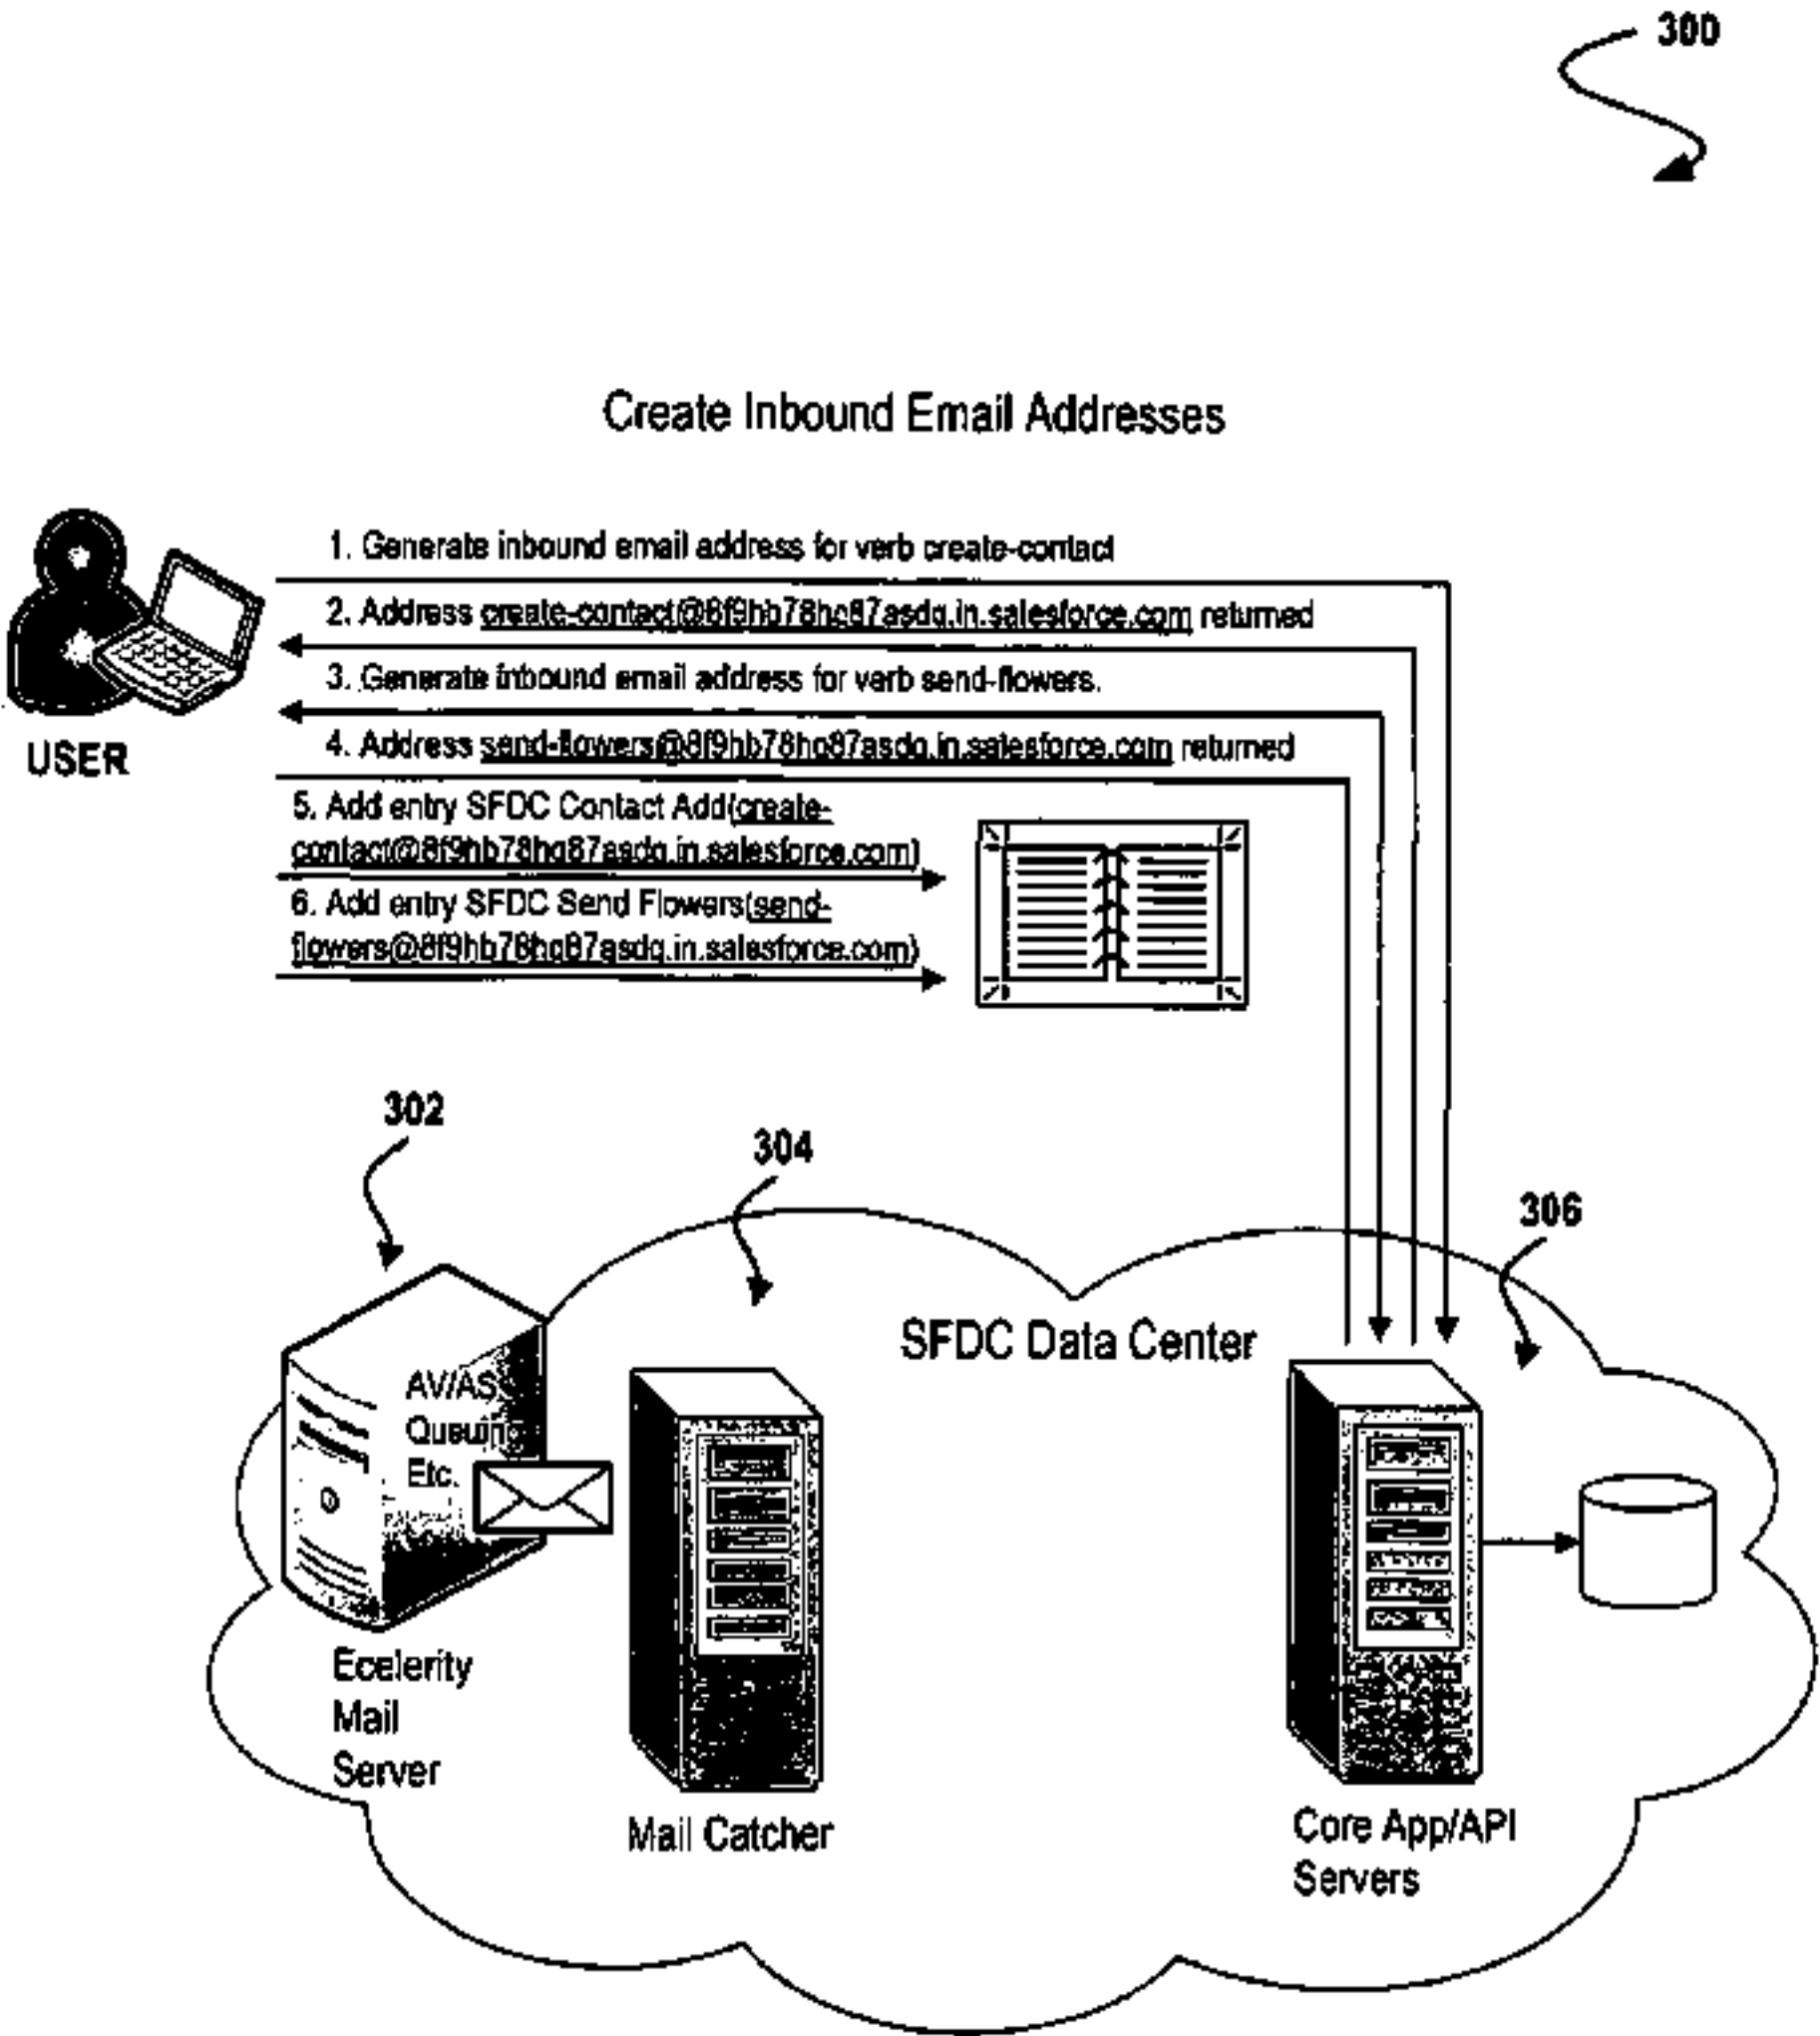 300
Create Inbound Email Addresses
1. Generate inbound email address for verb create-contact
2. Address create-contact@8f9hb78hg87asdq.in.salesforce.com returned
3. Generate inbound email address for verb send-flowers.
4. Address send-flowers@8f9hb78hg87asdq.in.salesforce.com returned
USER
5. Add entry SFDC Contact Add(create-
contact@8f9hb78hg87asdq.in.salesforce.com)
6. Add entry SFDC Send Flowers(send-
flowers@8f9hb78hg87asdq.in.salesforce.com)
302
304
306
SFDC Data Center
AV/AS
Queuing
Etc.
Ecelerity
Mail
Server
Mail Catcher
Core App/API
Servers